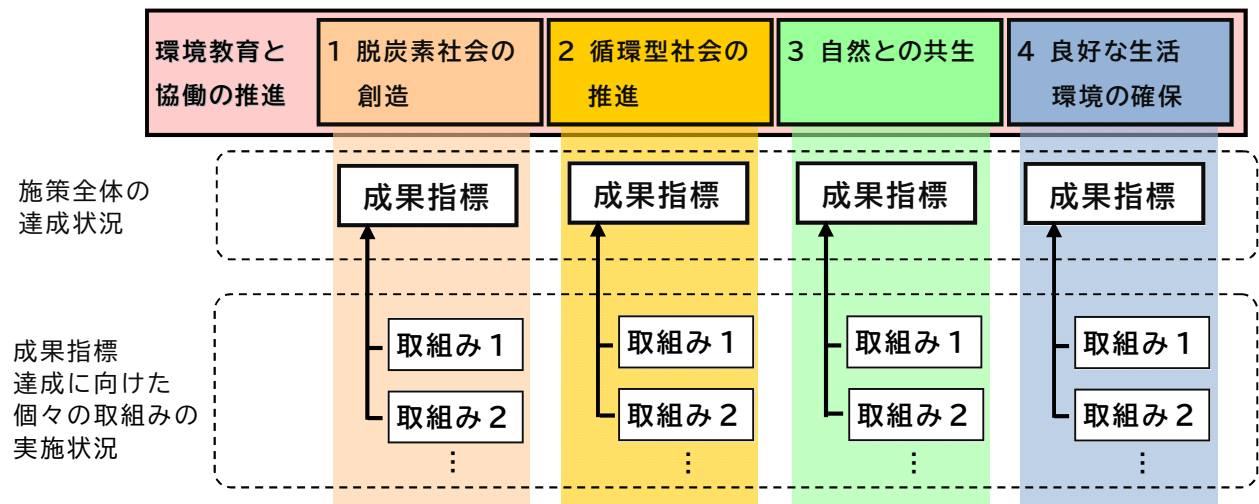 環境教育と
協働の推進
1 脱炭素社会の
創造
2 循環型社会の
推進
3 自然との共生
4 良好な生活
環境の確保
施策全体の
達成状況
成果指標
成果指標
成果指標
成果指標
成果指標
達成に向けた
個々の取組みの
実施状況
取組み1
取組み1
取組み1
取組み1
取組み2
取組み2
取組み2
取組み2
⋮
⋮
⋮
⋮